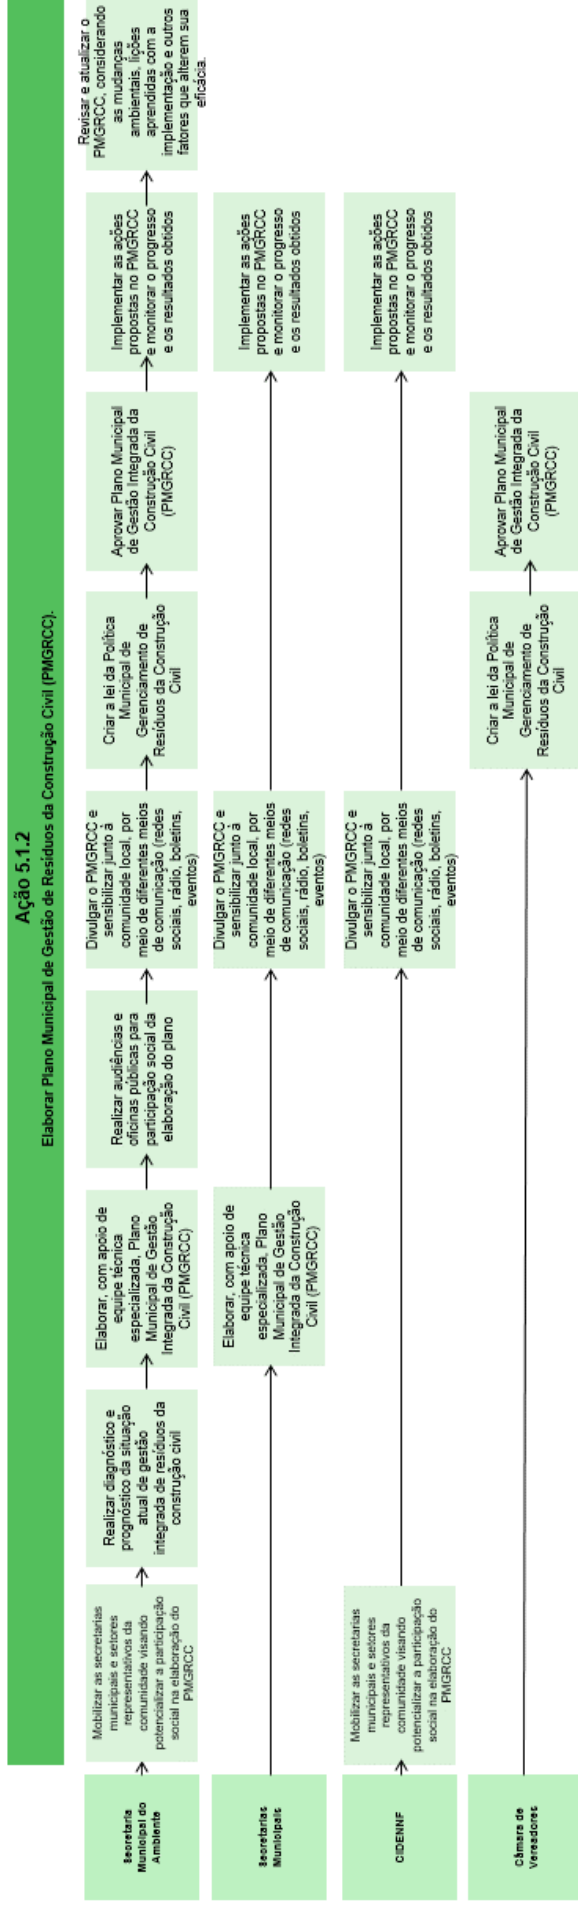 Ação 5.1.2
Elaborar Plano Municipal de Gestão de Resíduos da Construção Civil (PMGRCC).
Secretaria
Municipal do
Ambiente
Mobilizar as secretarias
municipais e setores
representativos da
comunidade visando
potencializar a participação
social na elaboração do
PMGRCC
Realizar diagnóstico e
prognóstico da situação
atual de gestão
integrada de resíduos da
construção civil
Elaborar, com apoio de
equipe técnica
especializada, Plano
Municipal de Gestão
Integrada da Construção
Civil (PMGRCC)
Realizar audiências e
oficinas públicas para
participação social da
elaboração do plano
Divulgar o PMGRCC e
sensibilizar junto à
comunidade local, por
meio de diferentes meios
de comunicação (redes
sociais, rádio, boletins,
eventos)
Criar a lei da Política
Municipal de
Gerenciamento de
Resíduos da Construção
Civil
Aprovar Plano Municipal
de Gestão Integrada da
Construção Civil
(PMGRCC)
Implementar as ações
propostas no PMGRCC
e monitorar o progresso
e os resultados obtidos
Revisar e atualizar o
PMGRCC, considerando
as mudanças
ambientais, lições
aprendidas com a
implementação e outros
fatores que alterem sua
eficácia.
Secretarias
Municipais
Elaborar, com apoio de
equipe técnica
especializada, Plano
Municipal de Gestão
Integrada da Construção
Civil (PMGRCC)
Divulgar o PMGRCC e
sensibilizar junto à
comunidade local, por
meio de diferentes meios
de comunicação (redes
sociais, rádio, boletins,
eventos)
Implementar as ações
propostas no PMGRCC
e monitorar o progresso
e os resultados obtidos
CIDENNF
Mobilizar as secretarias
municipais e setores
representativos da
comunidade visando
potencializar a participação
social na elaboração do
PMGRCC
Divulgar o PMGRCC e
sensibilizar junto à
comunidade local, por
meio de diferentes meios
de comunicação (redes
sociais, rádio, boletins,
eventos)
Implementar as ações
propostas no PMGRCC
e monitorar o progresso
e os resultados obtidos
Câmara de
Vereadores
Criar a lei da Política
Municipal de
Gerenciamento de
Resíduos da Construção
Civil
Aprovar Plano Municipal
de Gestão Integrada da
Construção Civil
(PMGRCC)